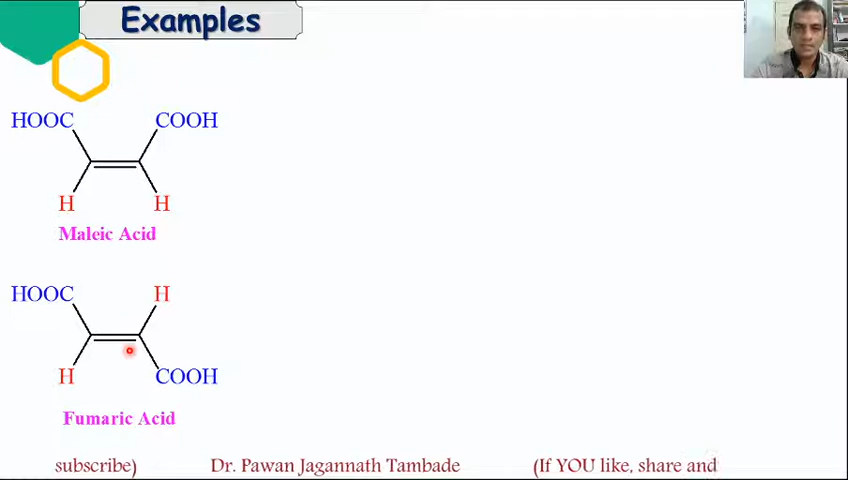 Examples
HOOC COOH
H H
Maleic Acid
HOOC H
H COOH
Fumaric Acid
subscribe) Dr. Pawan Jagannath Tambade (If YOU like, share and